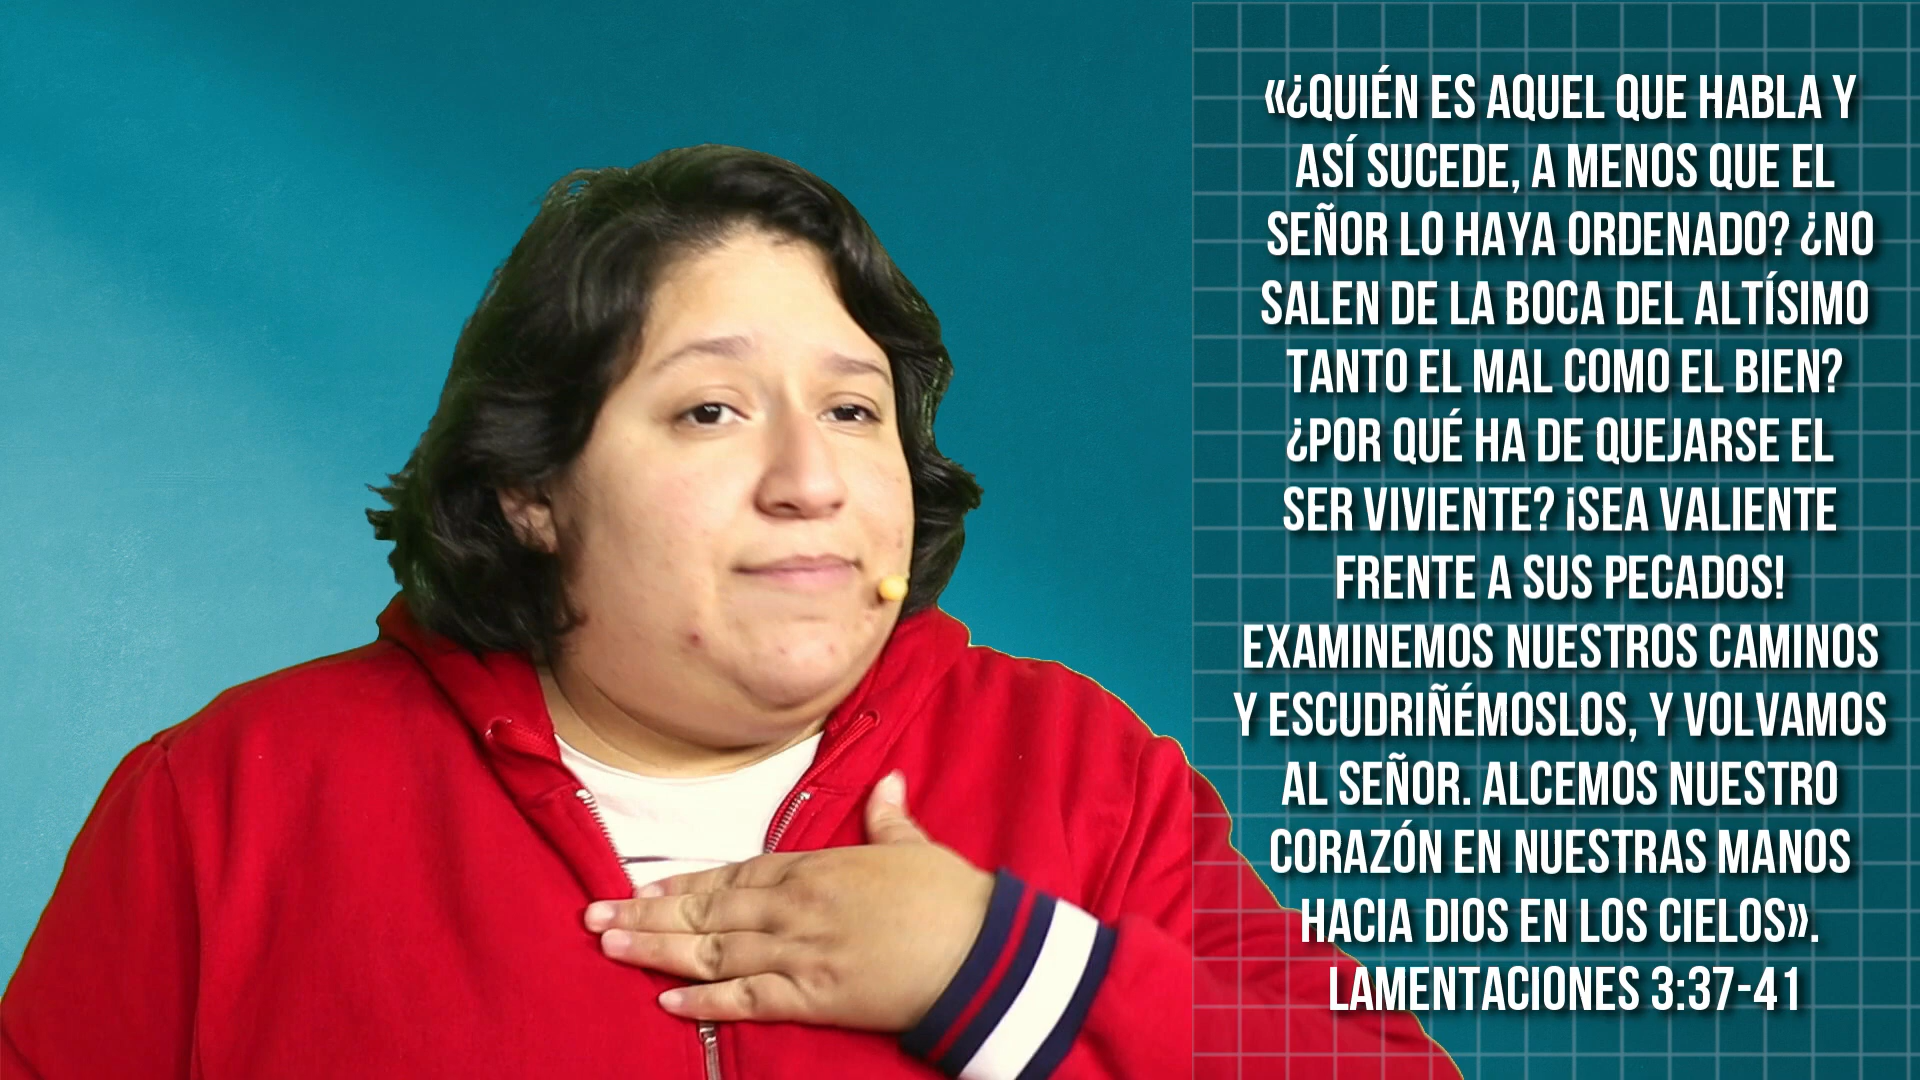 «¿QUIÉN ES AQUEL QUE HABLA Y
ASÍ SUCEDE, A MENOS QUE EL
SEÑOR LO HAYA ORDENADO? ¿NO
SALEN DE LA BOCA DEL ALTÍSIMO
TANTO EL MAL COMO EL BIEN?
¿POR QUÉ HA DE QUEJARSE EL
SER VIVIENTE? ¡SEA VALIENTE
FRENTE A SUS PECADOS!
EXAMINEMOS NUESTROS CAMINOS
Y ESCUDRIÑÉMOSLOS, Y VOLVAMOS
AL SEÑOR. ALCEMOS NUESTRO
CORAZÓN EN NUESTRAS MANOS
HACIA DIOS EN LOS CIELOS».
LAMENTACIONES 3:37-41